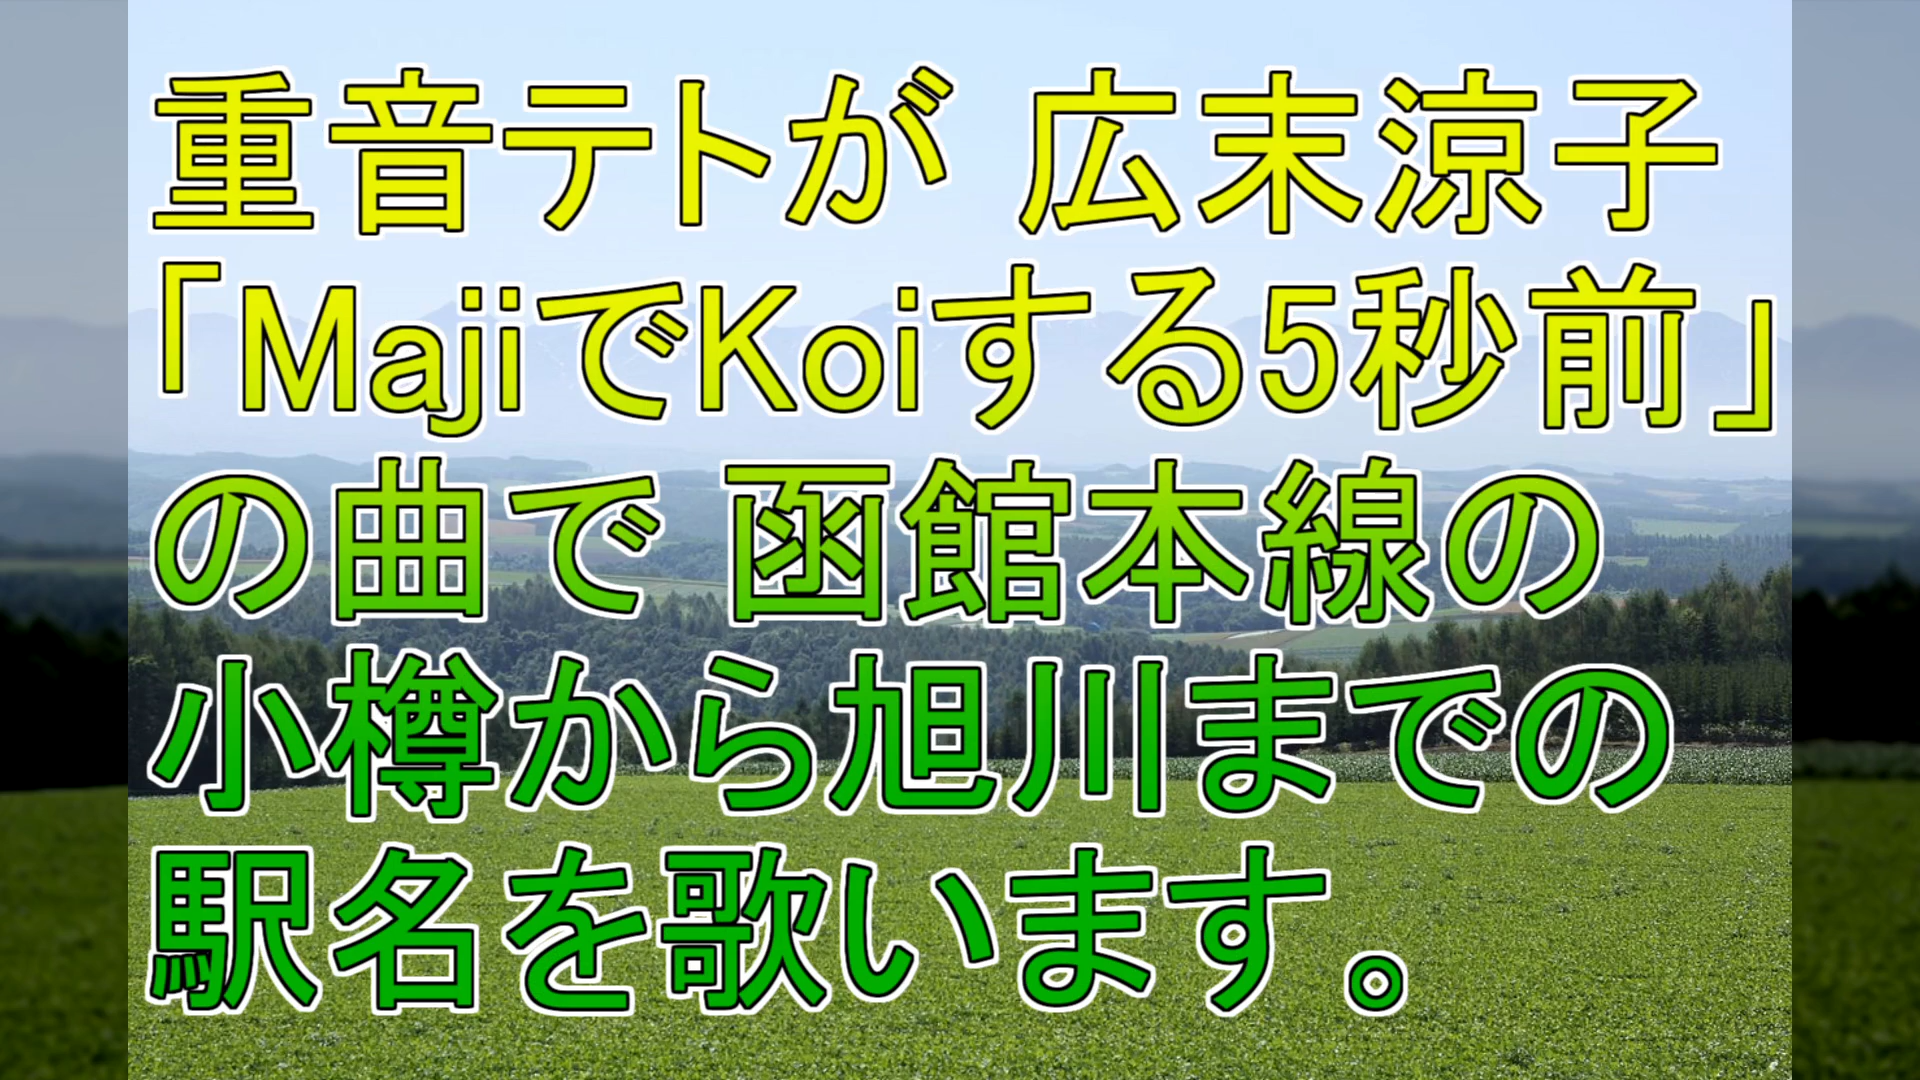 重音テトが 広末涼子
「MajiでKoiする5秒前」
の曲で 函館本線の
小樽から旭川までの
駅名を歌います。